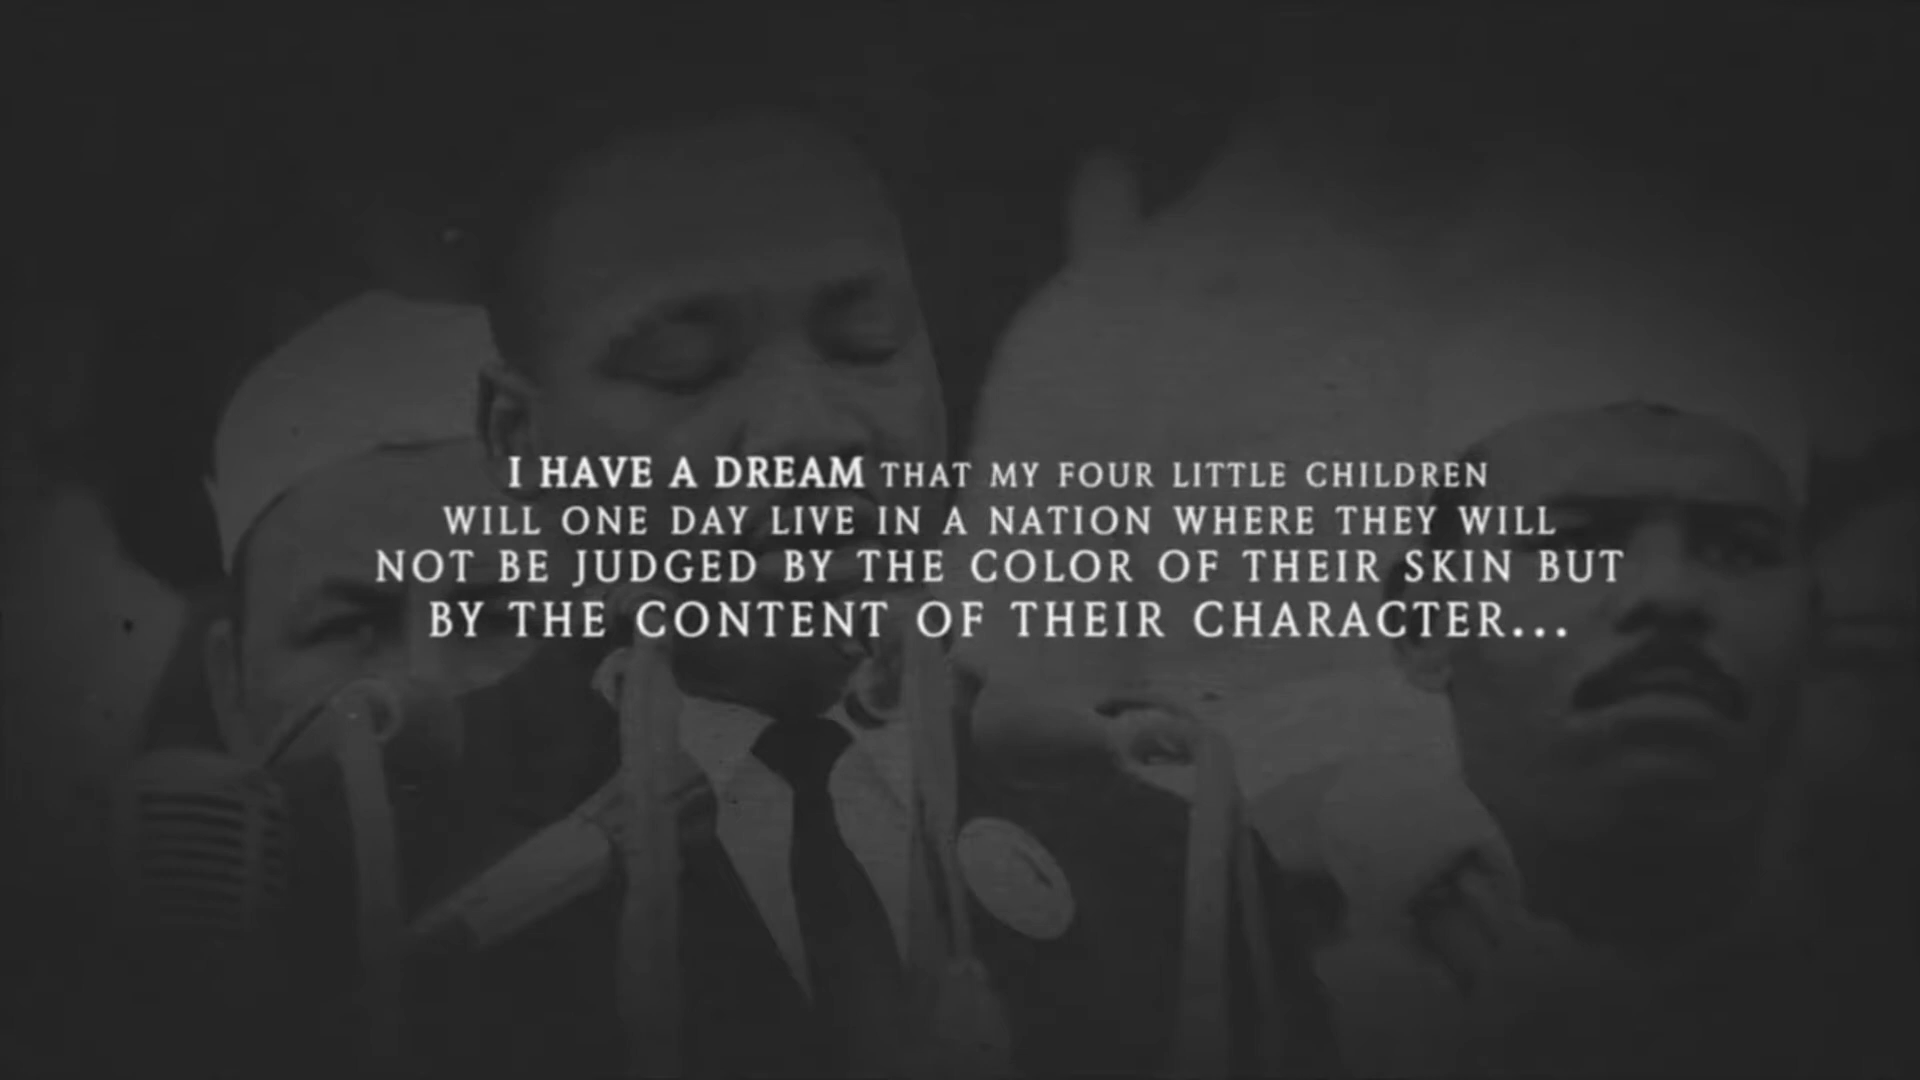 I HAVE A DREAM THAT MY FOUR LITTLE CHILDREN
WILL ONE DAY LIVE IN A NATION WHERE THEY WILL
NOT BE JUDGED BY THE COLOR OF THEIR SKIN BUT
BY THE CONTENT OF THEIR CHARACTER...